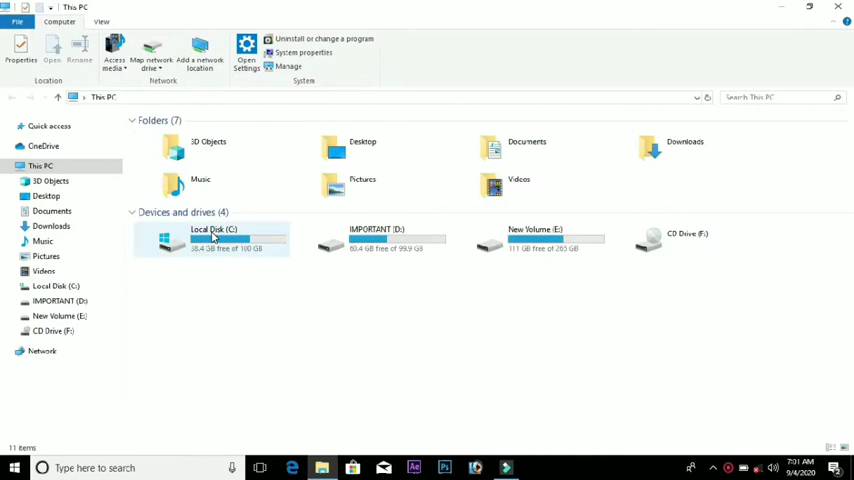 This PC
File Computer View
Properties Open Rename Access media Map network drive Add a network location Open Settings Uninstall or change a program
System properties
Manage
Location Network System
This PC Search This PC
Quick access
OneDrive
This PC
3D Objects
Desktop
Documents
Downloads
Music
Pictures
Videos
Local Disk (C:)
IMPORTANT (D:)
New Volume (E:)
CD Drive (F:)
Network
Folders (7)
3D Objects Desktop Documents Downloads
Music Pictures Videos
Devices and drives (4)
Local Disk (C:) IMPORTANT (D:) New Volume (E:) CD Drive (F:)
38.4 GB free of 100 GB 60.4 GB free of 99.9 GB 111 GB free of 265 GB
11 items
Type here to search Ae Ps 7:01 AM
9/4/2020 2